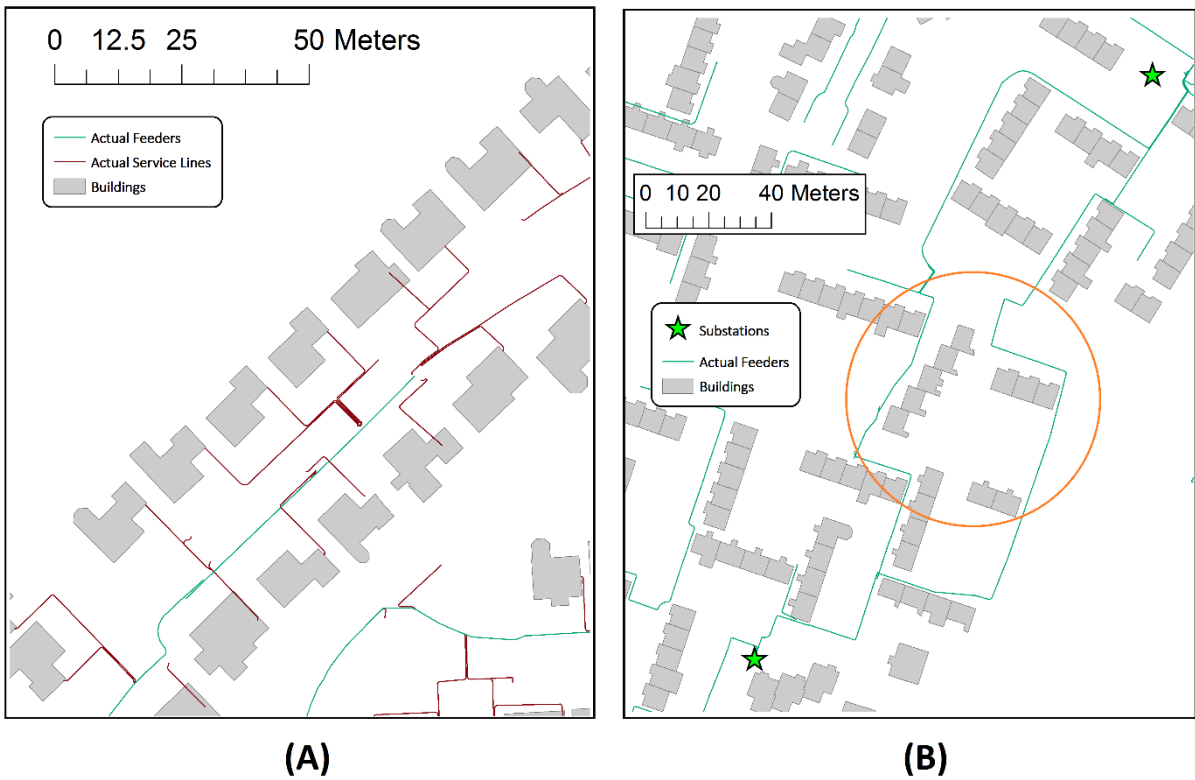 0 12.5 25 50 Meters
Actual Feeders
Actual Service Lines
Buildings
(A)
0 10 20 40 Meters
Substations
Actual Feeders
Buildings
(B)